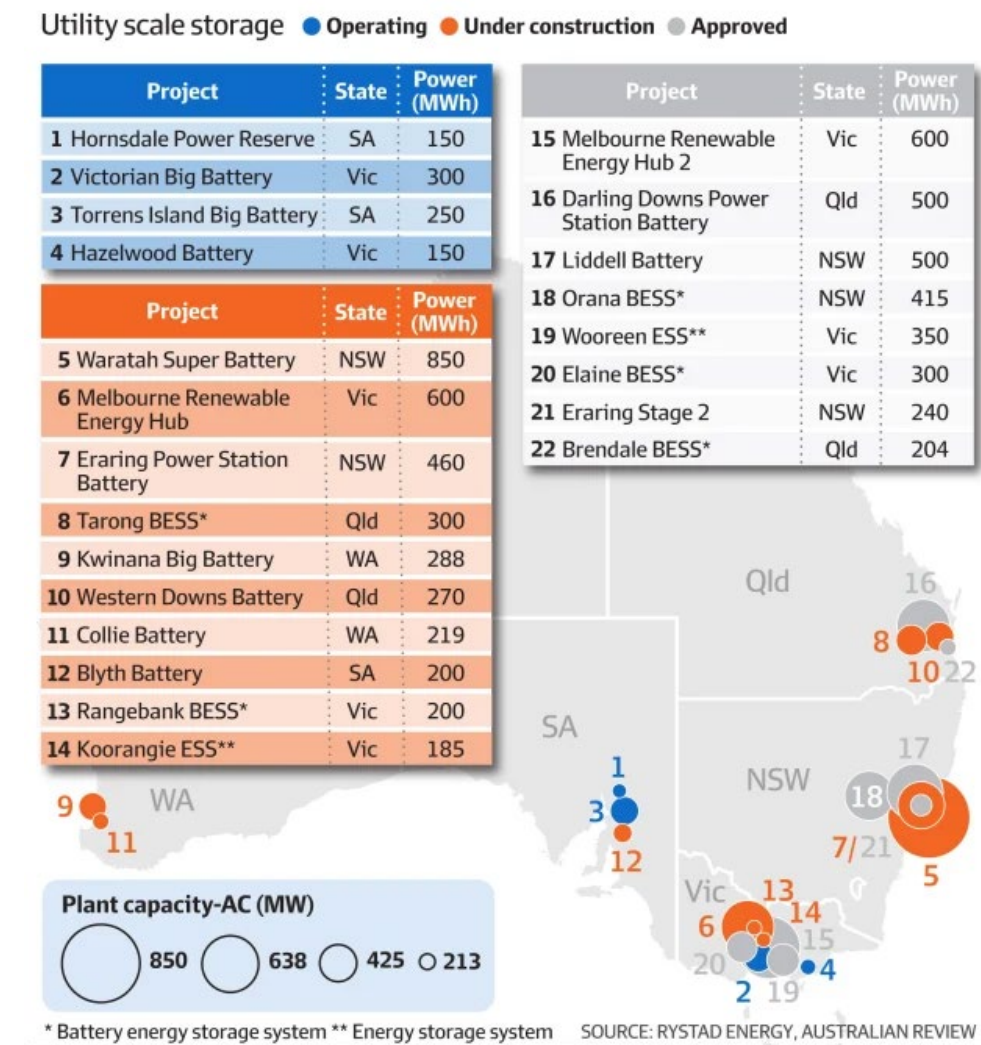 Utility scale storage Operating Under construction Approved
Project State Power (MWh)
1 Hornsdale Power Reserve SA 150
2 Victorian Big Battery Vic 300
3 Torrens Island Big Battery SA 250
4 Hazelwood Battery Vic 150
Project State Power (MWh)
5 Waratah Super Battery NSW 850
6 Melbourne Renewable Vic 600
Energy Hub
7 Eraring Power Station NSW 460
Battery
8 Tarong BESS* Qld 300
9 Kwinana Big Battery WA 288
10 Western Downs Battery Qld 270
11 Collie Battery WA 219
12 Blyth Battery SA 200
13 Rangebank BESS* Vic 200
14 Koorangie ESS** Vic 185
Project State Power (MWh)
15 Melbourne Renewable Vic 600
Energy Hub 2
16 Darling Downs Power Qld 500
Station Battery
17 Liddell Battery NSW 500
18 Orana BESS* NSW 415
19 Wooreen ESS** Vic 350
20 Elaine BESS* Vic 300
21 Eraring Stage 2 NSW 240
22 Brendale BESS* Qld 204
Qld
16
8
10 22
SA
NSW
17
18
7/21
5
1
3
12
WA
9
11
Vic
13
14
6
15
20
4
2
19
Plant capacity-AC (MW)
850 638 425 213
* Battery energy storage system ** Energy storage system SOURCE: RYSTAD ENERGY, AUSTRALIAN REVIEW